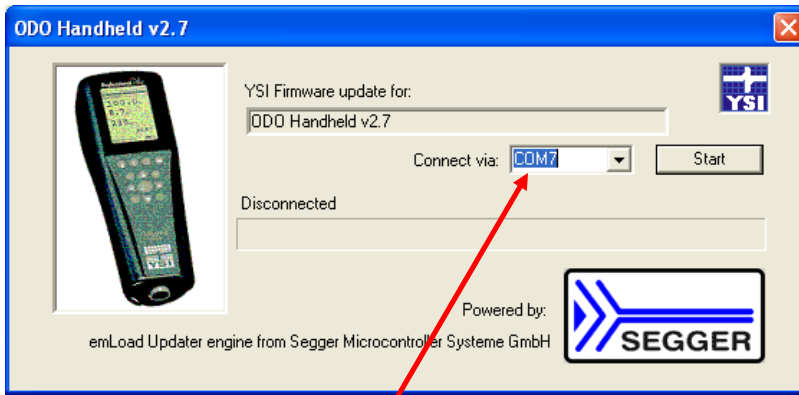 ODO Handheld v2.7
YSI Firmware update for:
YSI
ODO Handheld v2.7
Connect via: COM7 Start
Disconnected
Powered by:
emLoad Updater engine from Segger Microcontroller Systeme GmbH
SEGGER